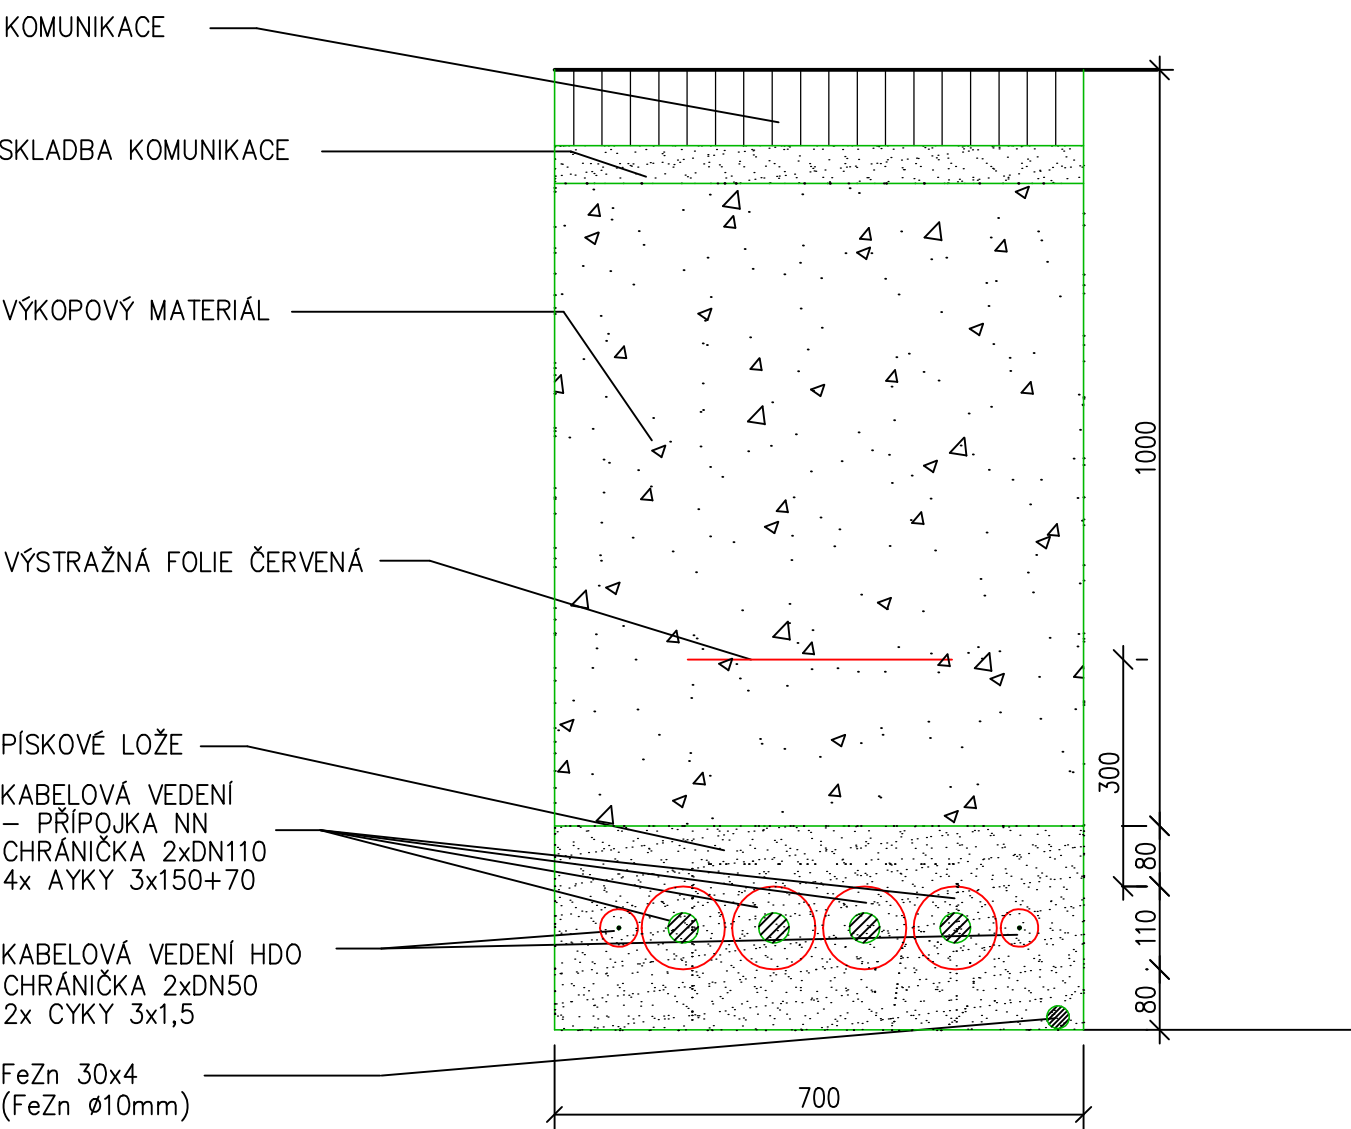 KOMUNIKACE
SKLADBA KOMUNIKACE
VÝKOPOVÝ MATERIÁL
1000
VÝSTRAŽNÁ FOLIE ČERVENÁ
PÍSKOVÉ LOŽE
300
KABELOVÁ VEDENÍ
– PŘÍPOJKA NN
CHRÁNIČKA 2xDN110
4x AYKY 3x150+70
80
110
KABELOVÁ VEDENÍ HDO
CHRÁNIČKA 2xDN50
2x CYKY 3x1,5
80
FeZn 30x4
(FeZn Ø10mm)
700